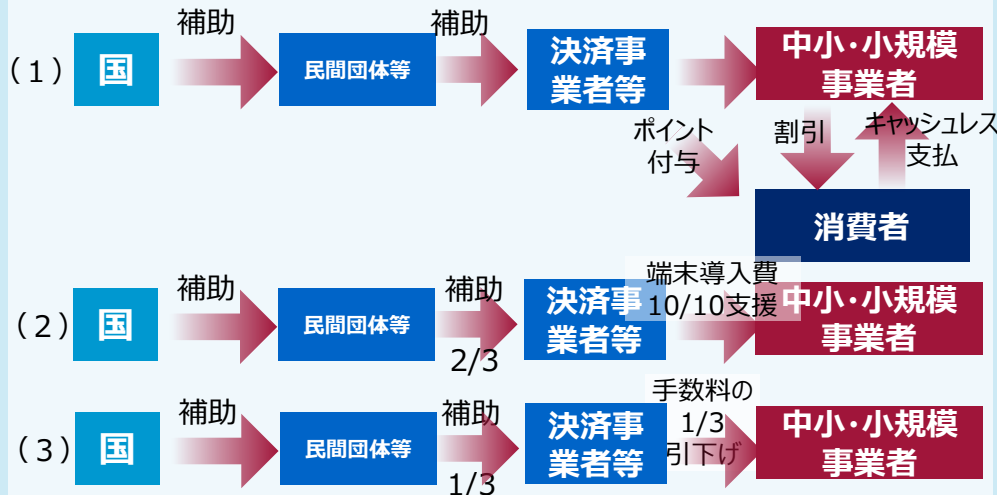 補助
補助
(1)
国
民間団体等
決済事
業者等
中小・小規模
事業者
ポイント
付与
割引
キャッシュレス
支払
消費者
補助
補助
(2)
国
民間団体等
2/3
決済事
業者等
端末導入費
10/10支援
中小・小規模
事業者
補助
補助
(3)
国
民間団体等
1/3
決済事
業者等
手数料の
1/3
引下げ
中小・小規模
事業者